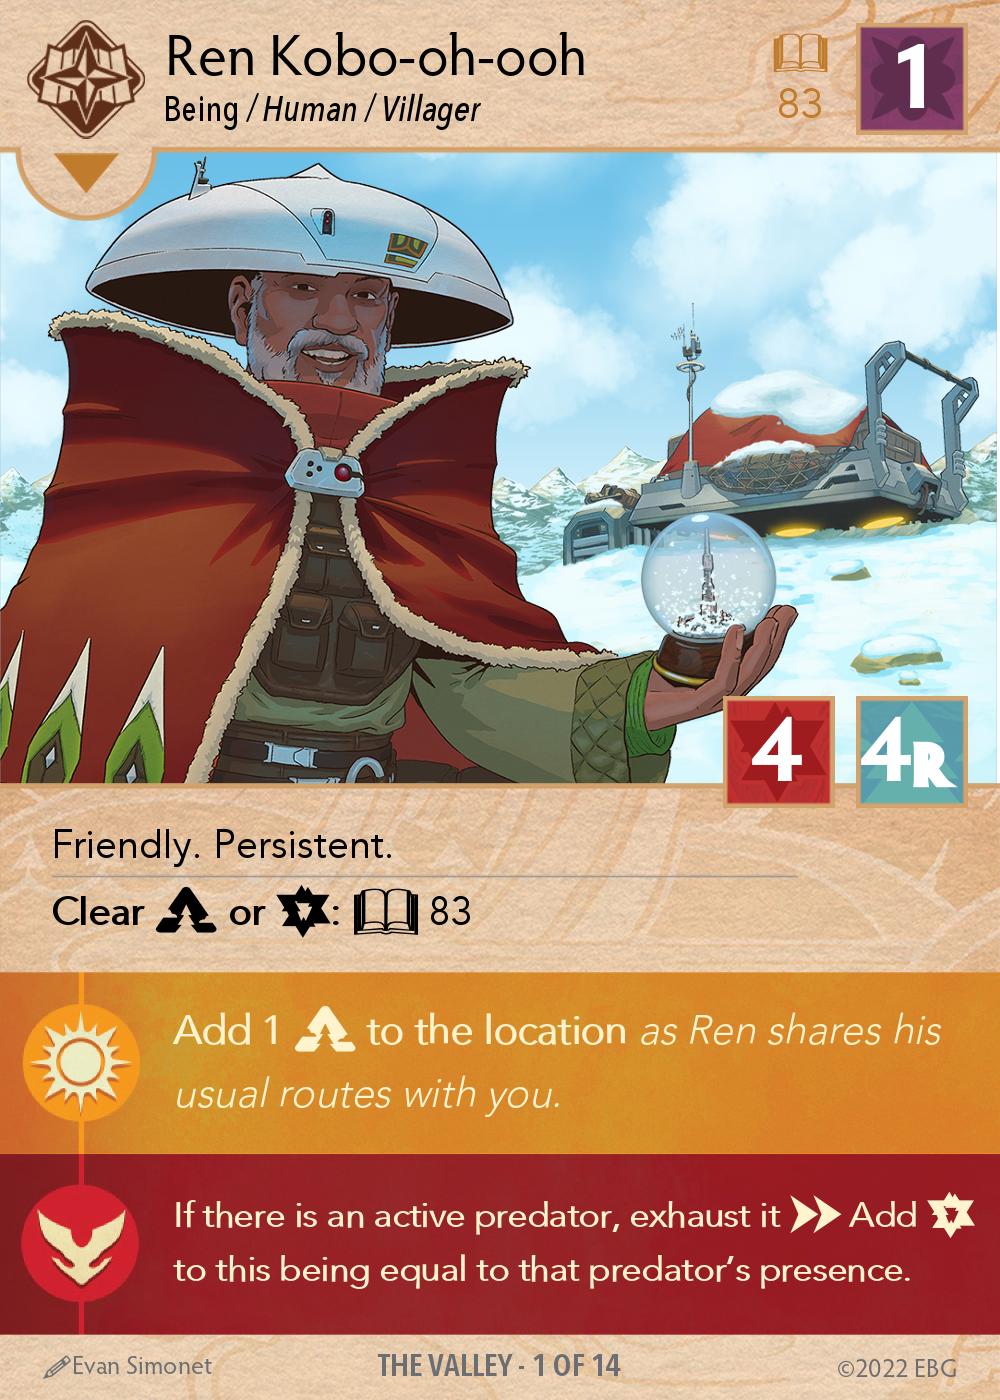 Ren Kobo-oh-ooh
Being / Human / Villager
83
1
4
4R
Friendly. Persistent.
Clear or : 83
Add 1 to the location as Ren shares his
usual routes with you.
If there is an active predator, exhaust it Add
to this being equal to that predator's presence.
Evan Simonet
THE VALLEY - 1 OF 14
©2022 EBG